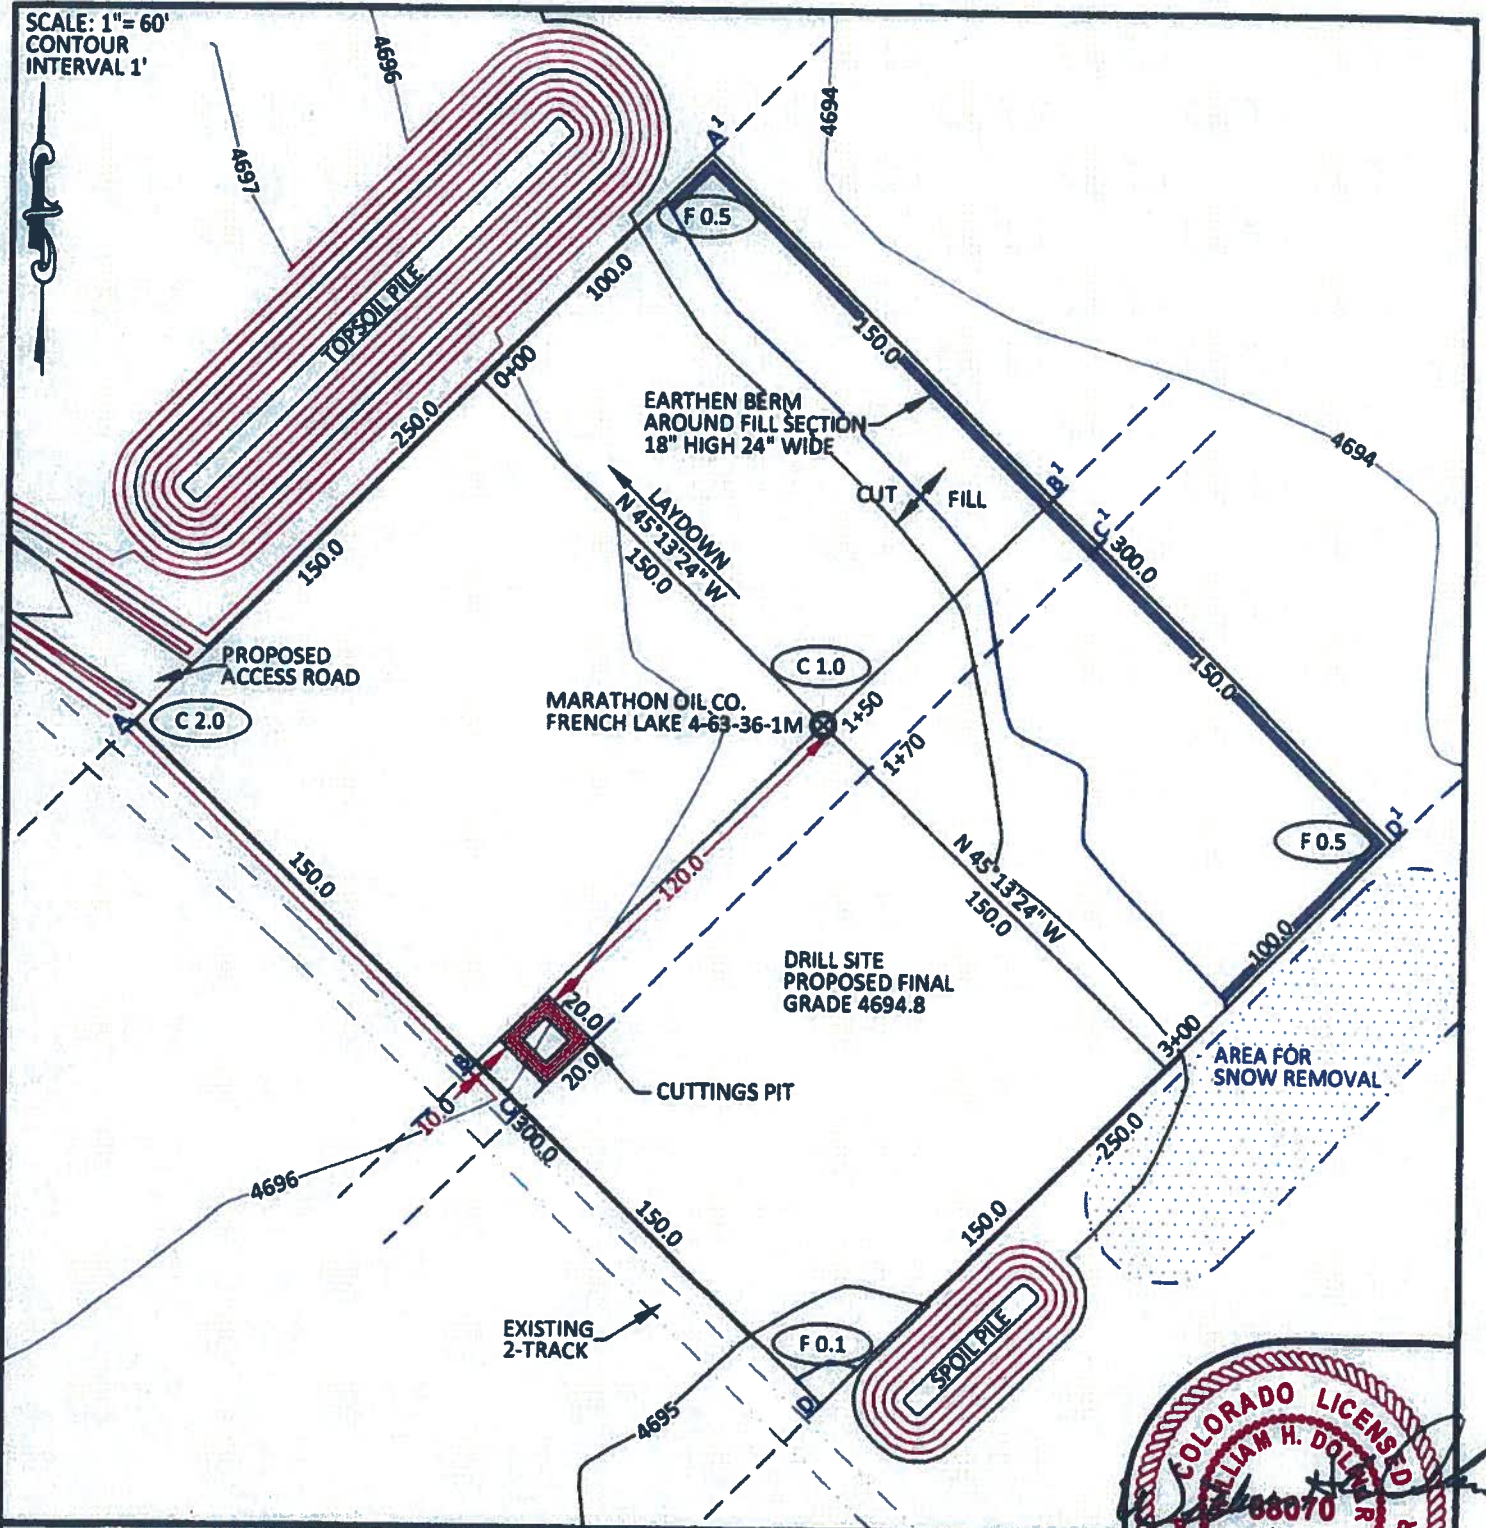 SCALE: 1"= 60'
CONTOUR
INTERVAL 1'
4696
4697
4694
A'
F 0.5
TOPSOIL PILE
100.0
0+00
250.0
150.0
150.0
EARTHEN BERM
AROUND FILL SECTION
18" HIGH 24" WIDE
4694
CUT
FILL
B'
C'
300.0
LAYDOWN
N 45°13'24" W
150.0
PROPOSED
ACCESS ROAD
A
C 2.0
C 1.0
MARATHON OIL CO.
FRENCH LAKE 4-63-36-1M
1+50
1+70
150.0
F 0.5
D'
150.0
120.0
N 45°13'24" W
150.0
DRILL SITE
PROPOSED FINAL
GRADE 4694.8
100.0
20.0
20.0
3+00
AREA FOR
SNOW REMOVAL
B
CUTTINGS PIT
10.0
C
300.0
250.0
4696
150.0
150.0
EXISTING
2-TRACK
F 0.1
SPOIL PILE
D
4695
COLORADO LICENSED